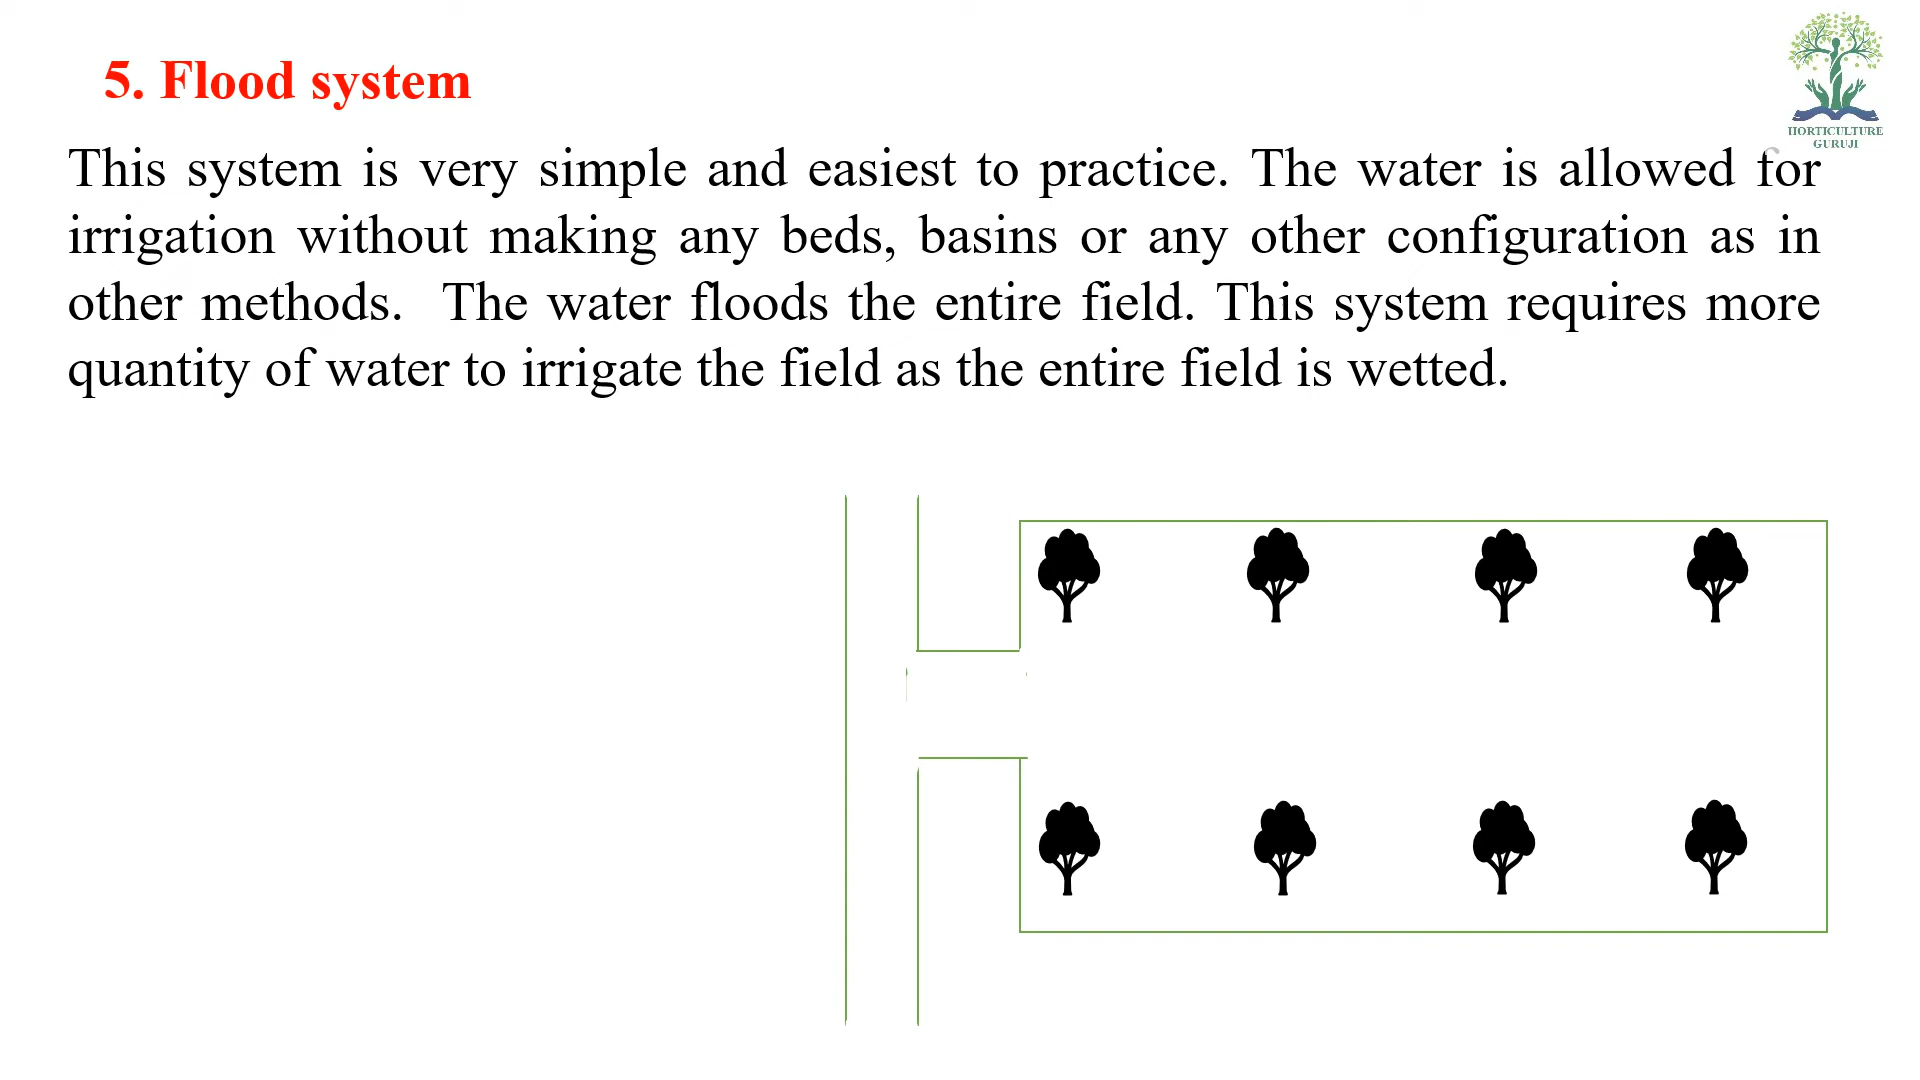 5. Flood system
HORTICULTURE
GURUJI
This system is very simple and easiest to practice. The water is allowed for
irrigation without making any beds, basins or any other configuration as in
other methods.  The water floods the entire field. This system requires more
quantity of water to irrigate the field as the entire field is wetted.